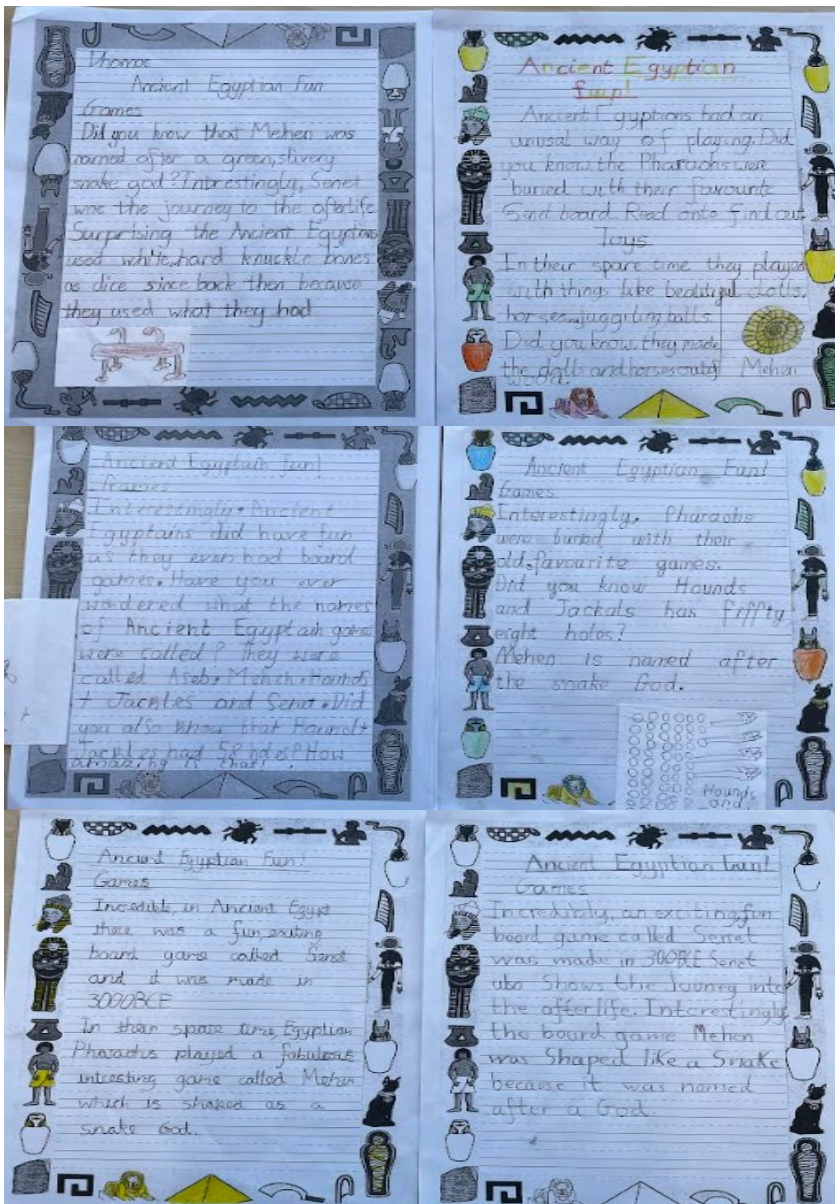 Thomas
Ancient Egyptian Fun
Games
Did you know that Mehen was
named after a green, slivery
snake god? Intrestingly, Senet
was the journey to the afterlife
Surprising the Ancient Egyptians
used white, hard knuckle bones
as dice since back then because
they used what they had
Ancient Egyptian
fun!
Ancient Egyptions had an
unusal way of playing. Did
you know the Pharaohs were
buried with their favourite
Senet board. Read onto find out
Toys
In their spare time they played
with things like beautiful dolls,
horses, juggiling balls.
Did you know they made
the dolls and horses out of
wood.
Mehen
Ancient Egyptain fun!
Games
Interestingly, Ancient
Egyptains did have fun
as they even had board
games. Have you ever
wondered what the names
of Ancient Egyptain games
were called? They were
called Aseb, Mehen, Hounds
+ Jackles and Senet. Did
you also know that Hound +
Jackles had 58 holes? How
amazing is that!
Ancient Egyptian Fun!
Games
Interestingly, Pharaohs
were buried with their
old, favourite games.
Did you know Hounds
and Jackals has fiffty
eight holes?
Mehen is named after
the snake God.
Hounds
and
Ancient Egyptian Fun!
Games
Incredible, in Ancient Egypt
there was a fun, exiting
board game called Senet
and it was made in
3000BCE
In their spare time, Egyptian
Pharaohs played a fabulous
intresting game called Mehen
which is shaped as a
snake God.
Ancient Egyptian Fun!
Games
Incredibly, an exciting, fun
board game called Senet
was made in 300BCE. Senet
Shows the Journey into
the afterlife. Interestingly
the board game Mehen
was Shaped like a Snake
because it was named
after a God.